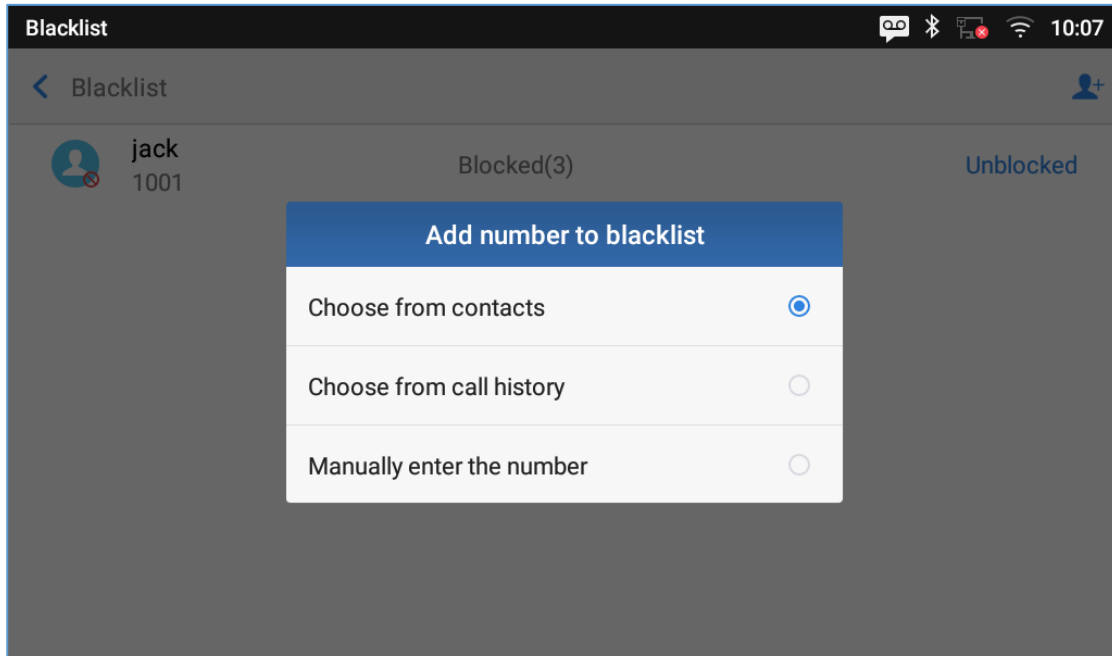 Blacklist 10:07
Blacklist
jack
1001
Blocked(3)
Unblocked
Add number to blacklist
Choose from contacts
Choose from call history
Manually enter the number